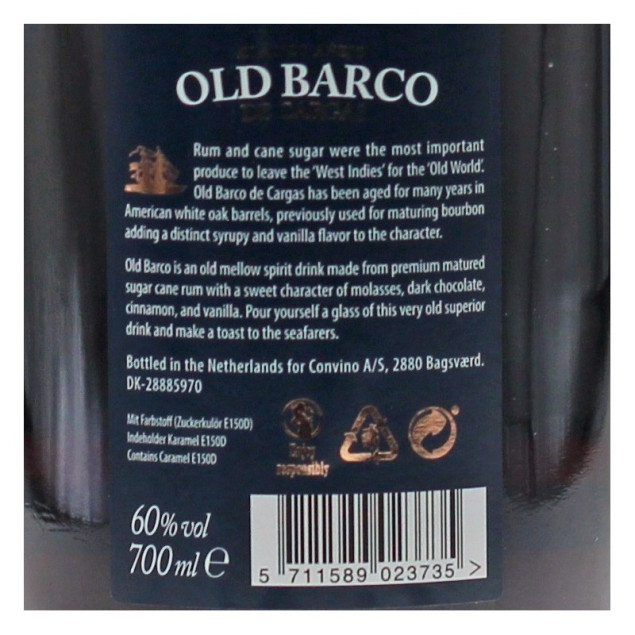 OLD BARCO
Rum and cane sugar were the most important
produce to leave the 'West Indies' for the 'Old World'.
Old Barco de Cargas has been aged for many years in
American white oak barrels, previously used for maturing bourbon
adding a distinct syrupy and vanilla flavor to the character.
Old Barco is an old mellow spirit drink made from premium matured
sugar cane rum with a sweet character of molasses, dark chocolate,
cinnamon, and vanilla. Pour yourself a glass of this very old superior
drink and make a toast to the seafarers.
Bottled in the Netherlands for Convino A/S, 2880 Bagsværd.
DK-28885970
Mit Farbstoff (Zuckerkulör E150D)
Indeholder Karamel E150D
Contains Caramel E150D
Enjoy
responsibly
60% vol
700 ml e
5 711589 023735 >